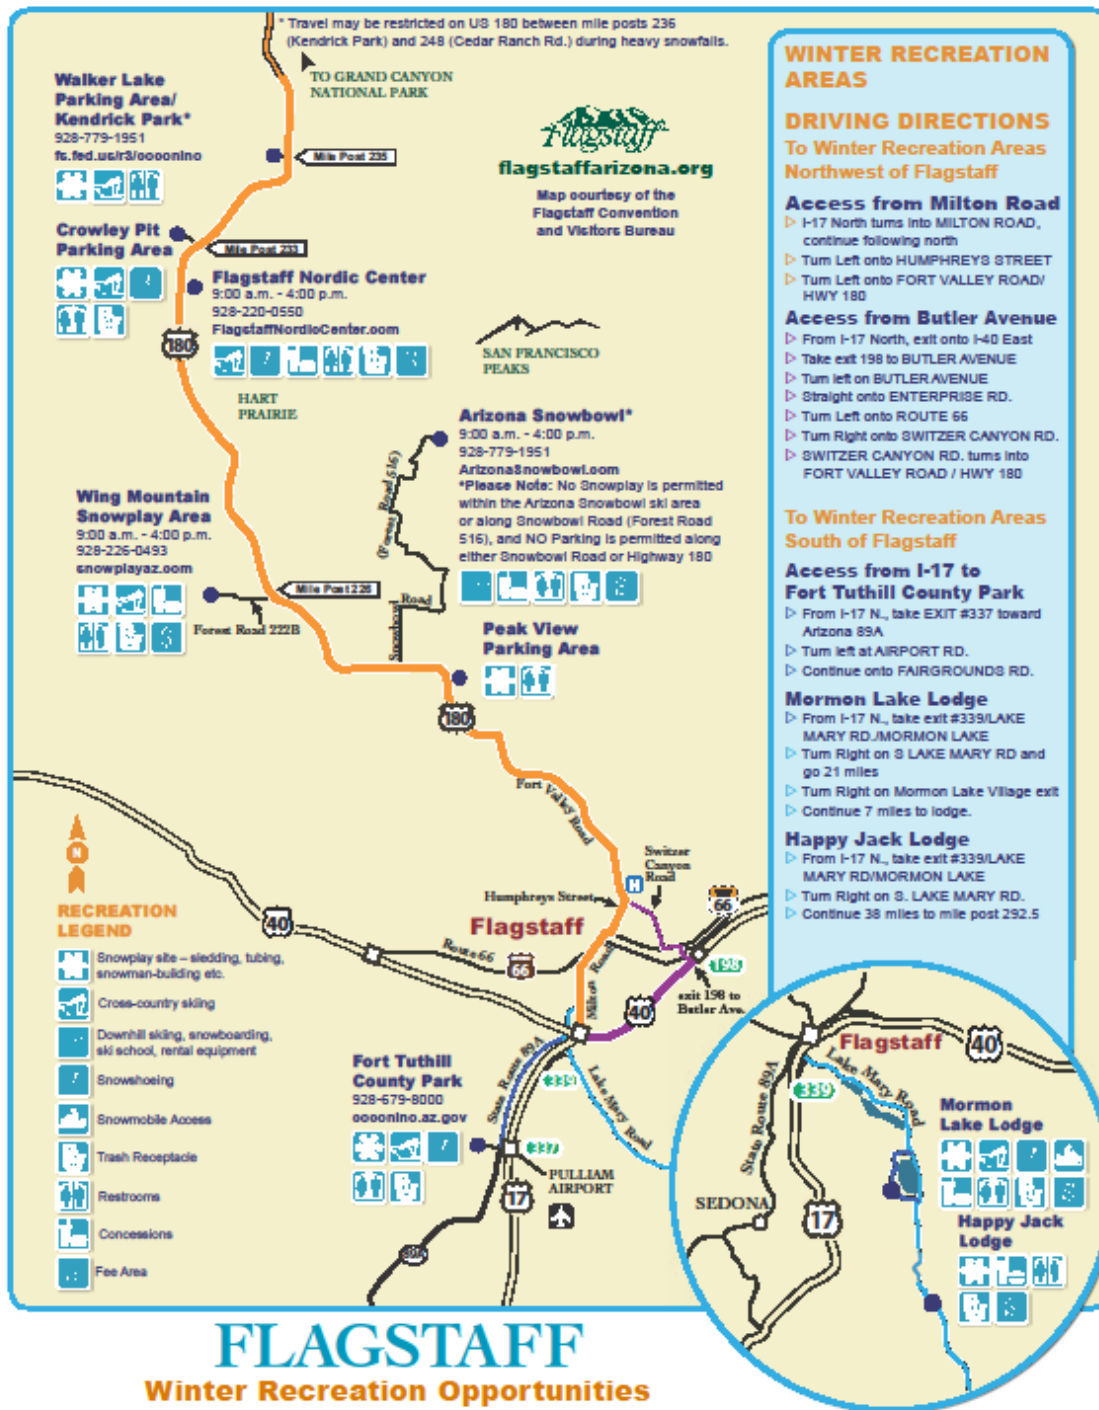 * Travel may be restricted on US 180 between mile posts 236
(Kendrick Park) and 248 (Cedar Ranch Rd.) during heavy snowfalls.
TO GRAND CANYON
NATIONAL PARK
Walker Lake
Parking Area/
Kendrick Park*
928-779-1951
fs.fed.us/r3/coconino
Mile Post 235
Flagstaff
flagstaffarizona.org
Map courtesy of the
Flagstaff Convention
and Visitors Bureau
Crowley Pit
Parking Area
Mile Post 233
Flagstaff Nordic Center
9:00 a.m. - 4:00 p.m.
928-220-0550
FlagstaffNordicCenter.com
180
SAN FRANCISCO
PEAKS
HART
PRAIRIE
Arizona Snowbowl*
9:00 a.m. - 4:00 p.m.
928-779-1951
ArizonaSnowbowl.com
*Please Note: No Snowplay is permitted
within the Arizona Snowbowl ski area
or along Snowbowl Road (Forest Road
516), and NO Parking is permitted along
either Snowbowl Road or Highway 180
(Forest Road 516)
Snowbowl Road
Wing Mountain
Snowplay Area
9:00 a.m. - 4:00 p.m.
928-226-0493
snowplayaz.com
Mile Post 226
Forest Road 222B
Peak View
Parking Area
180
Fort Valley Road
Switzer
Canyon
Road
H
Humphreys Street
66
Flagstaff
40
Route 66
66
Milton Road
198
exit 198 to
Butler Ave.
40
N
RECREATION
LEGEND
Snowplay site – sledding, tubing,
snowman-building etc.
Cross-country skiing
Downhill skiing, snowboarding,
ski school, rental equipment
Snowshoeing
Snowmobile Access
Trash Receptacle
Restrooms
Concessions
Fee Area
Fort Tuthill
County Park
928-679-8000
coconino.az.gov
State Route 89A
339
Lake Mary Road
337
PULLIAM
AIRPORT
17
89A
WINTER RECREATION
AREAS
DRIVING DIRECTIONS
To Winter Recreation Areas
Northwest of Flagstaff
Access from Milton Road
I-17 North turns into MILTON ROAD,
continue following north
Turn Left onto HUMPHREYS STREET
Turn Left onto FORT VALLEY ROAD/
HWY 180
Access from Butler Avenue
From I-17 North, exit onto I-40 East
Take exit 198 to BUTLER AVENUE
Turn left on BUTLER AVENUE
Straight onto ENTERPRISE RD.
Turn Left onto ROUTE 66
Turn Right onto SWITZER CANYON RD.
SWITZER CANYON RD. turns into
FORT VALLEY ROAD / HWY 180
To Winter Recreation Areas
South of Flagstaff
Access from I-17 to
Fort Tuthill County Park
From I-17 N., take EXIT #337 toward
Arizona 89A
Turn left at AIRPORT RD.
Continue onto FAIRGROUNDS RD.
Mormon Lake Lodge
From I-17 N., take exit #339/LAKE
MARY RD./MORMON LAKE
Turn Right on S LAKE MARY RD and
go 21 miles
Turn Right on Mormon Lake Village exit
Continue 7 miles to lodge.
Happy Jack Lodge
From I-17 N., take exit #339/LAKE
MARY RD/MORMON LAKE
Turn Right on S. LAKE MARY RD.
Continue 38 miles to mile post 292.5
Flagstaff
40
339
Lake Mary Road
State Route 89A
Mormon
Lake Lodge
SEDONA
17
Happy Jack
Lodge
FLAGSTAFF
Winter Recreation Opportunities